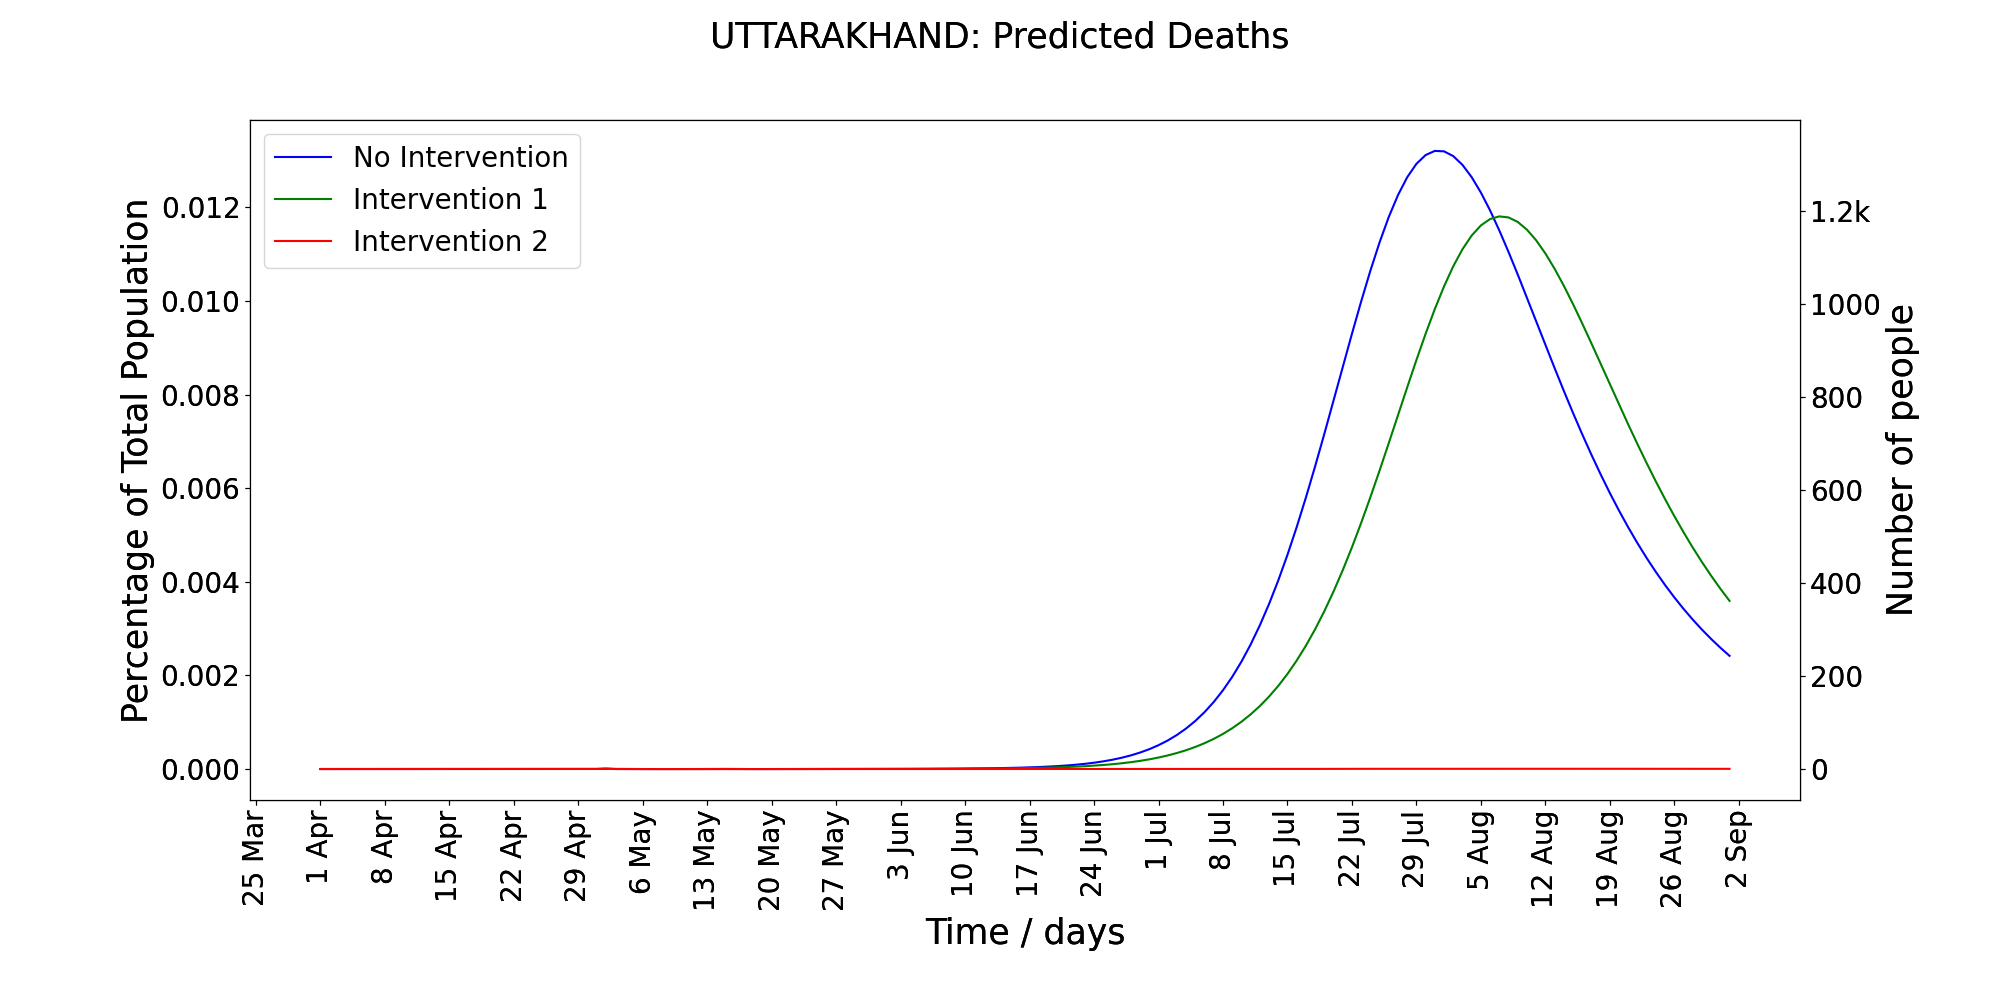 UTTARAKHAND: Predicted Deaths
No Intervention
Intervention 1
Intervention 2
Percentage of Total Population
0.012
0.010
0.008
0.006
0.004
0.002
0.000
1.2k
1000
800
600
400
200
0
Number of people
25 Mar
1 Apr
8 Apr
15 Apr
22 Apr
29 Apr
6 May
13 May
20 May
27 May
3 Jun
10 Jun
17 Jun
24 Jun
1 Jul
8 Jul
15 Jul
22 Jul
29 Jul
5 Aug
12 Aug
19 Aug
26 Aug
2 Sep
Time / days